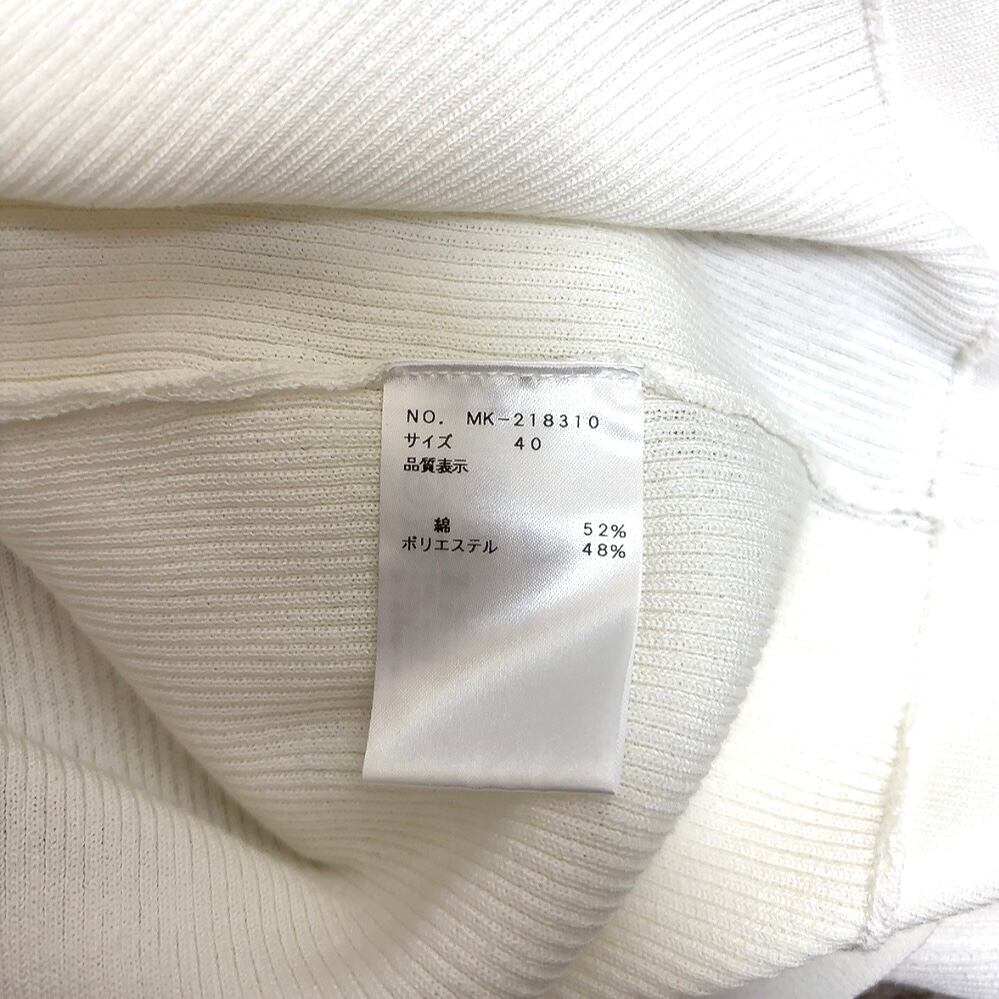 NO. MK-218310
サイズ 40
品質表示
綿 52%
ポリエステル 48%